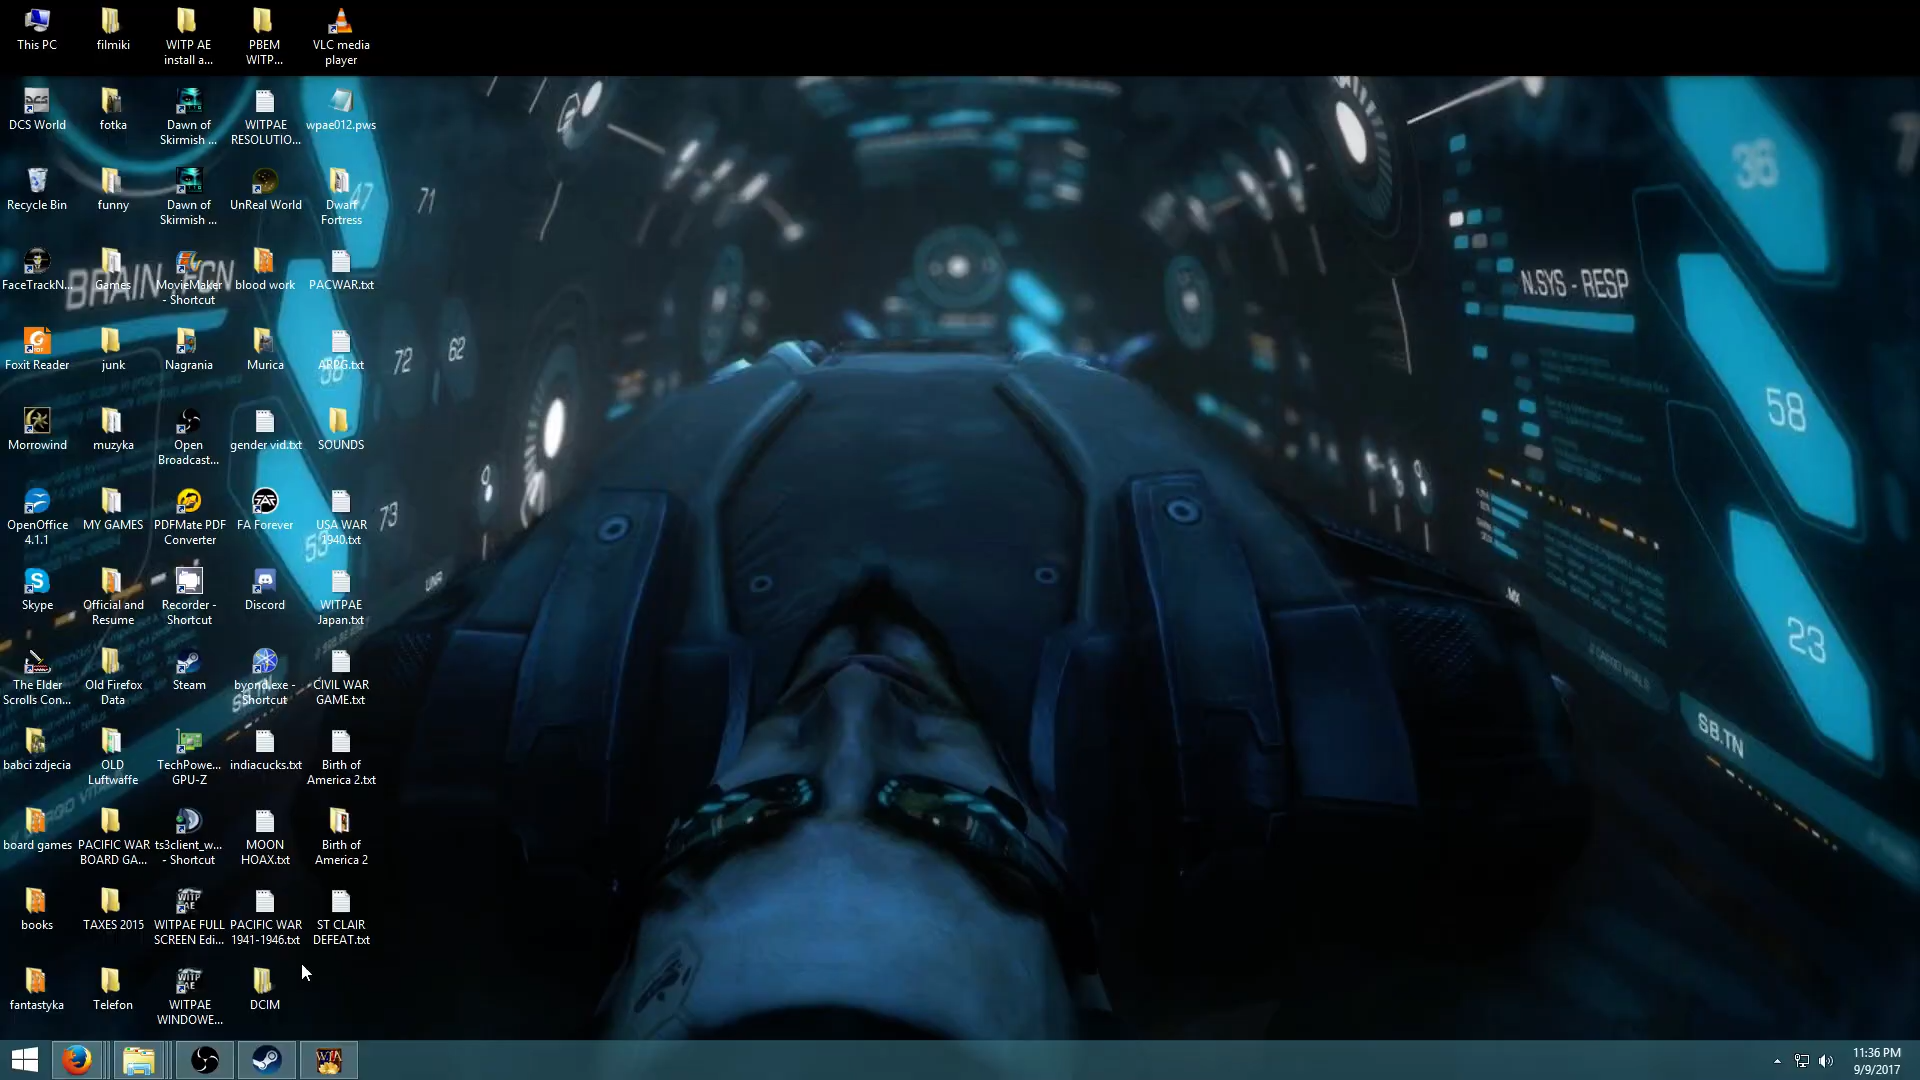 This PC
filmiki
WITP AE
install a...
PBEM
WITP...
VLC media
player
DCS World
fotka
Dawn of
Skirmish ...
WITPAE
RESOLUTIO...
wpae012.pws
Recycle Bin
funny
Dawn of
Skirmish ...
UnReal World
Dwarf
Fortress
FaceTrackN...
Games
MovieMaker
- Shortcut
blood work
PACWAR.txt
Foxit Reader
junk
Nagrania
Murica
ARPG.txt
Morrowind
muzyka
Open
Broadcast...
gender vid.txt
SOUNDS
OpenOffice
4.1.1
MY GAMES
PDFMate PDF
Converter
FA Forever
USA WAR
1940.txt
Skype
Official and
Resume
Recorder -
Shortcut
Discord
WITPAE
Japan.txt
The Elder
Scrolls Con...
Old Firefox
Data
Steam
byond.exe -
Shortcut
CIVIL WAR
GAME.txt
babci zdjecia
OLD
Luftwaffe
TechPowe...
GPU-Z
indiacucks.txt
Birth of
America 2.txt
board games
PACIFIC WAR
BOARD GA...
ts3client_w...
- Shortcut
MOON
HOAX.txt
Birth of
America 2
books
TAXES 2015
WITPAE FULL
SCREEN Edi...
PACIFIC WAR
1941-1946.txt
ST CLAIR
DEFEAT.txt
fantastyka
Telefon
WITPAE
WINDOWE...
DCIM
47
71
72
62
73
53
36
N.SYS - RESP
58
23
SB.TN
11:36 PM
9/9/2017